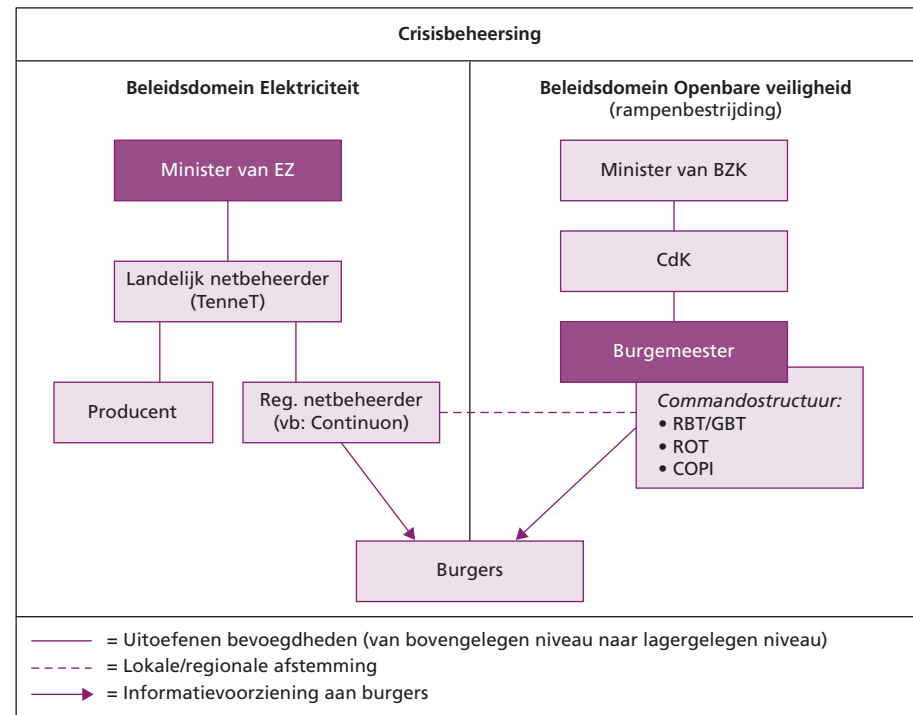 Crisisbeheersing
Beleidsdomein Elektriciteit
Minister van EZ
Landelijk netbeheerder
(TenneT)
Producent
Reg. netbeheerder
(vb: Continuon)
Beleidsdomein Openbare veiligheid
(rampenbestrijding)
Minister van BZK
CdK
Burgemeester
Commandostructuur:
• RBT/GBT
• ROT
• COPI
Burgers
= Uitoefenen bevoegdheden (van bovengelegen niveau naar lagergelegen niveau)
= Lokale/regionale afstemming
= Informatievoorziening aan burgers